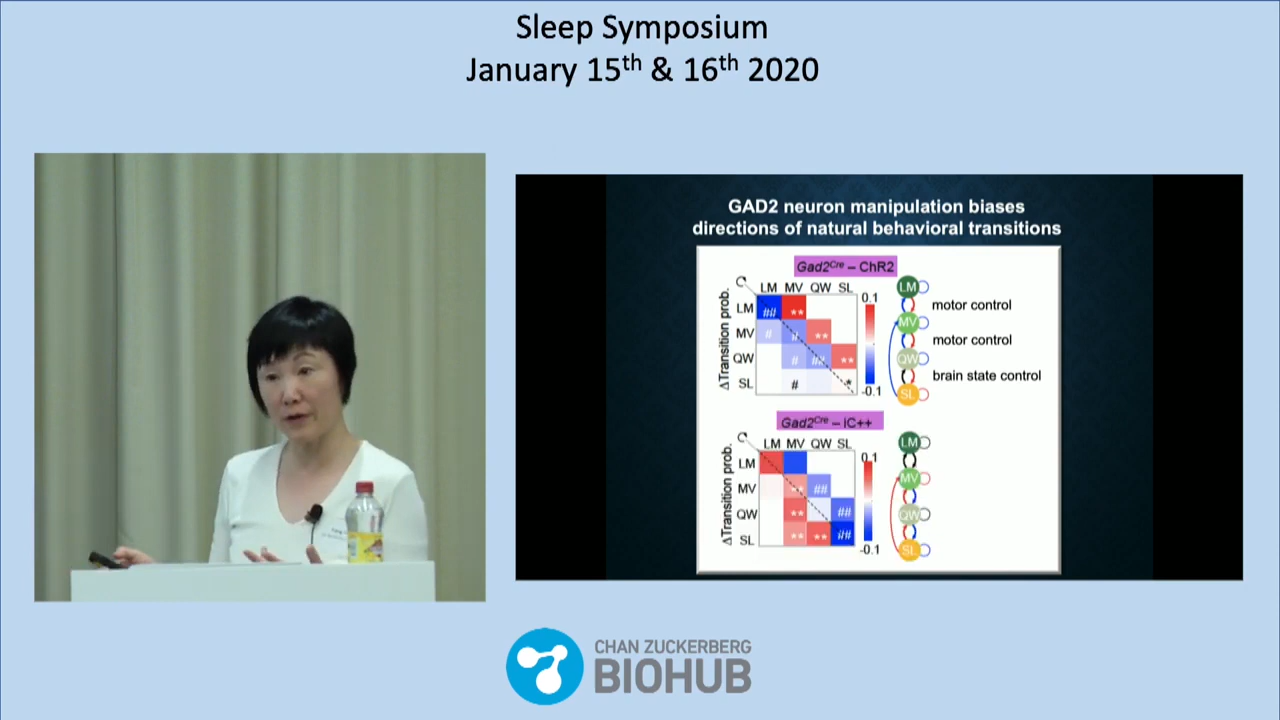 Sleep Symposium
January 15th & 16th 2020
GAD2 neuron manipulation biases
directions of natural behavioral transitions
Gad2Cre – ChR2
LM MV QW SL
ΔTransition prob.
LM ## **
MV # # **
QW # ## **
SL # *
0.1
-0.1
LM
motor control
MV
motor control
QW
brain state control
SL
Gad2Cre – iC++
LM MV QW SL
ΔTransition prob.
LM
MV ** ##
QW ** ##
SL ** ** ##
0.1
-0.1
LM
MV
QW
SL
CHAN ZUCKERBERG
BIOHUB